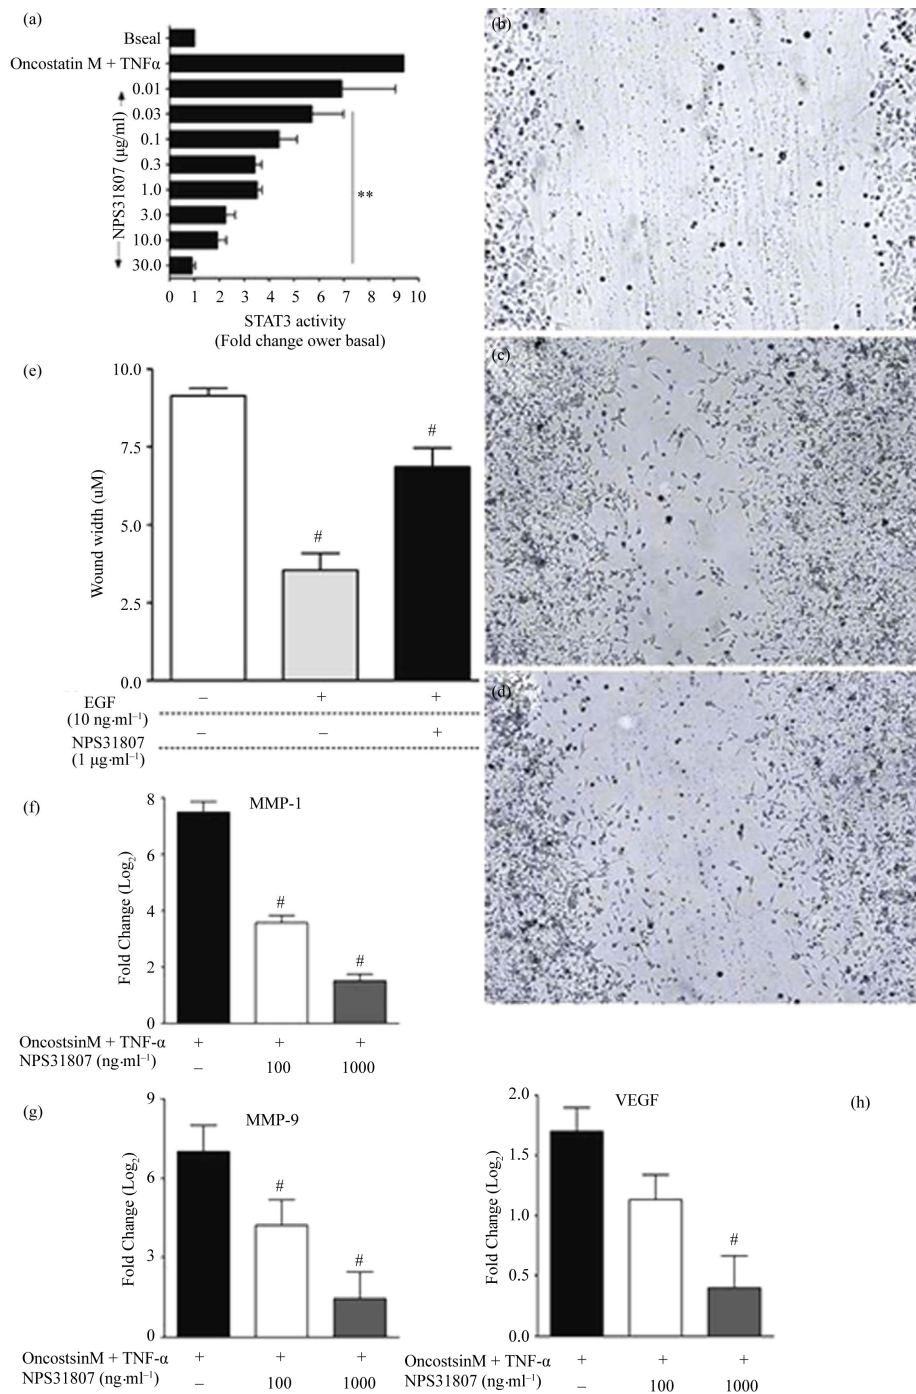 (a)
Bseal
Oncostatin M + TNFα
0.01
0.03
0.1
0.3
1.0
3.0
10.0
30.0
NPS31807 (μg/ml)
**
0 1 2 3 4 5 6 7 8 9 10
STAT3 activity
(Fold change ower basal)
(b)
(c)
(d)
(e)
10.0
7.5
5.0
2.5
0.0
Wound width (uM)
#
#
EGF
(10 ng·ml⁻¹)
– + +
NPS31807
(1 μg·ml⁻¹)
– – +
(f)
MMP-1
8
6
4
2
0
Fold Change (Log₂)
#
#
OncostsinM + TNF-α + + +
NPS31807 (ng·ml⁻¹) – 100 1000
(g)
MMP-9
9
6
3
0
Fold Change (Log₂)
#
#
OncostsinM + TNF-α + + +
NPS31807 (ng·ml⁻¹) – 100 1000
(h)
VEGF
2.0
1.5
1.0
0.5
0.0
Fold Change (Log₂)
#
OncostsinM + TNF-α + + +
NPS31807 (ng·ml⁻¹) – 100 1000